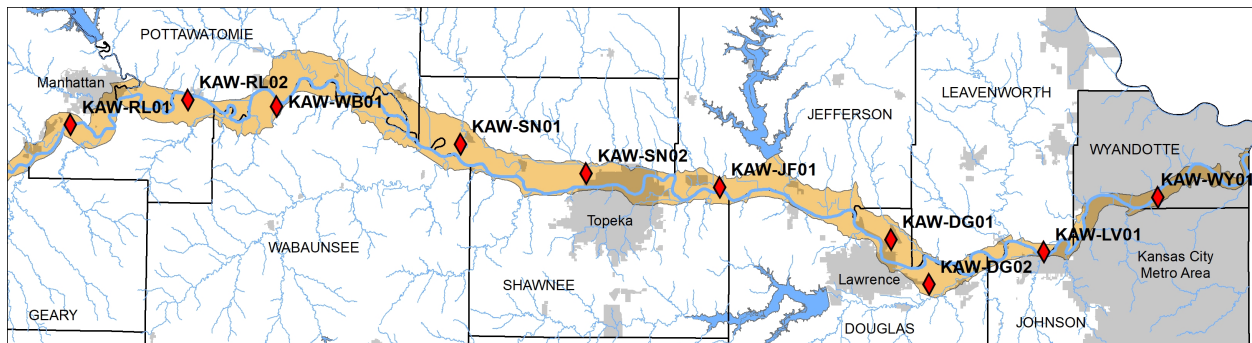 POTTAWATOMIE
Manhattan
KAW-RL02
KAW-RL01
KAW-WB01
KAW-SN01
KAW-SN02
KAW-JF01
JEFFERSON
LEAVENWORTH
WYANDOTTE
KAW-WY01
Topeka
KAW-DG01
KAW-LV01
WABAUNSEE
Lawrence
KAW-DG02
Kansas City
Metro Area
SHAWNEE
GEARY
DOUGLAS
JOHNSON